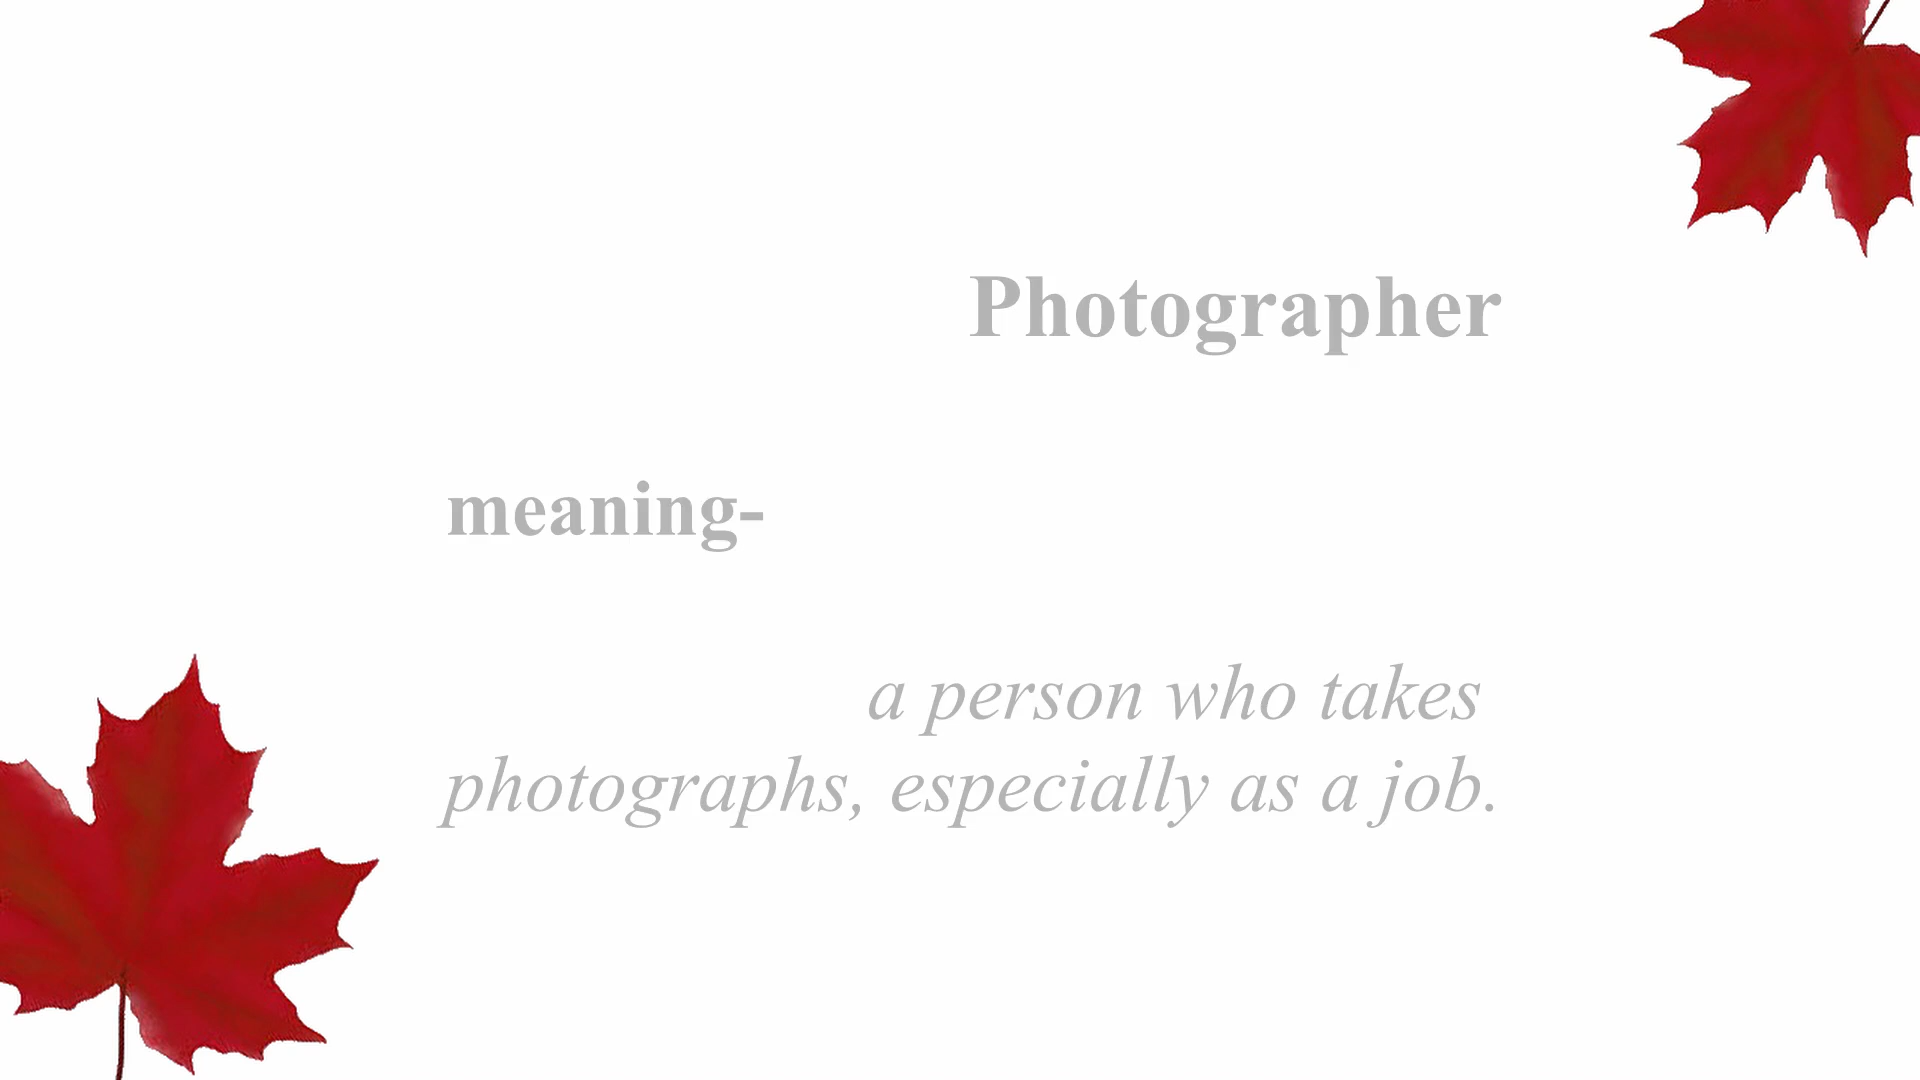 Photographer
meaning-
a person who takes
photographs, especially as a job.